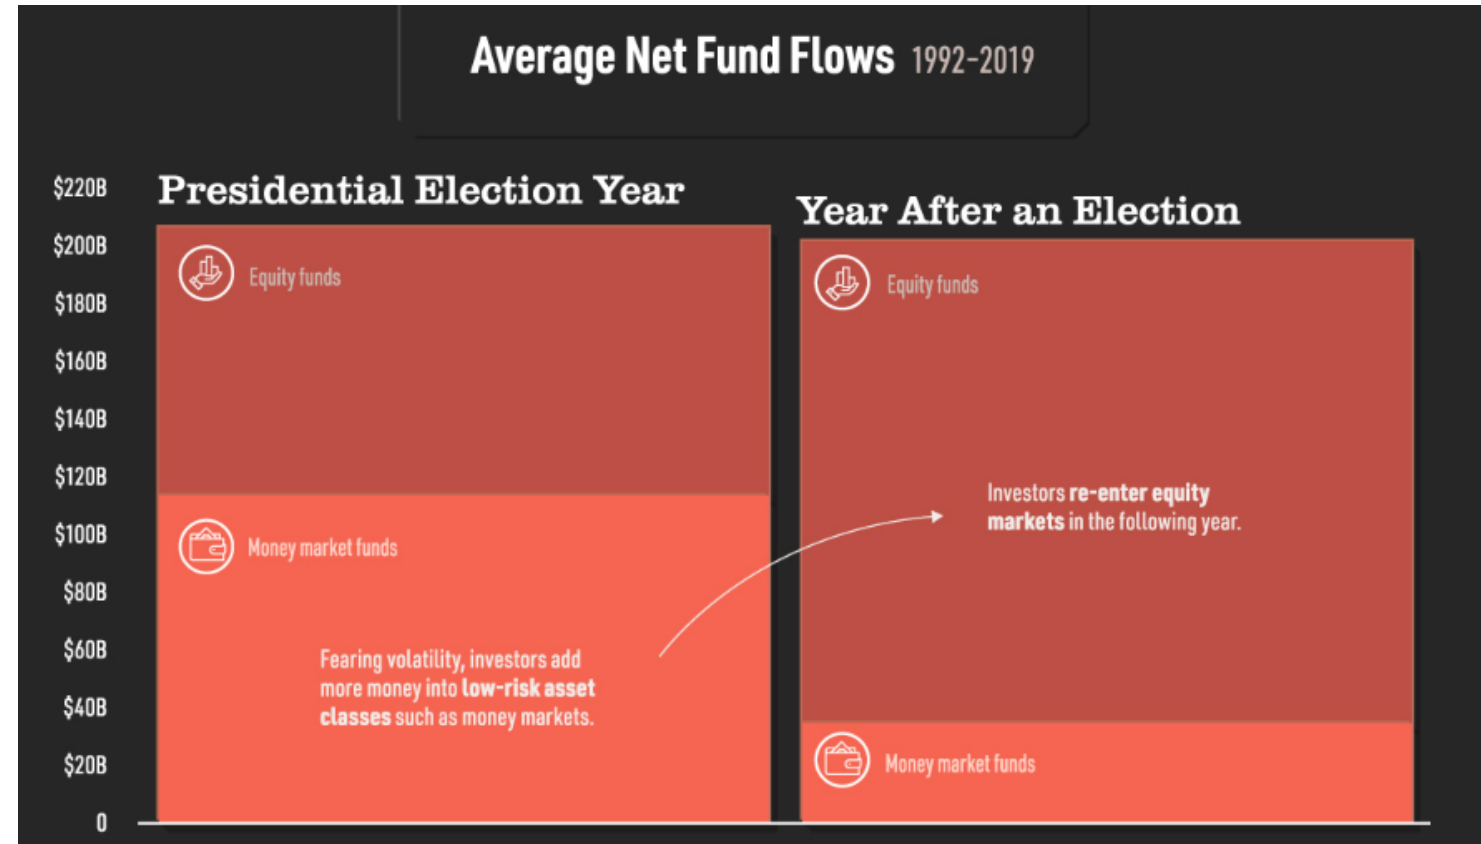 Average Net Fund Flows 1992-2019
$220B
$200B
$180B
$160B
$140B
$120B
$100B
$80B
$60B
$40B
$20B
0
Presidential Election Year
Equity funds
Money market funds
Fearing volatility, investors add
more money into low-risk asset
classes such as money markets.
Year After an Election
Equity funds
Investors re-enter equity
markets in the following year.
Money market funds